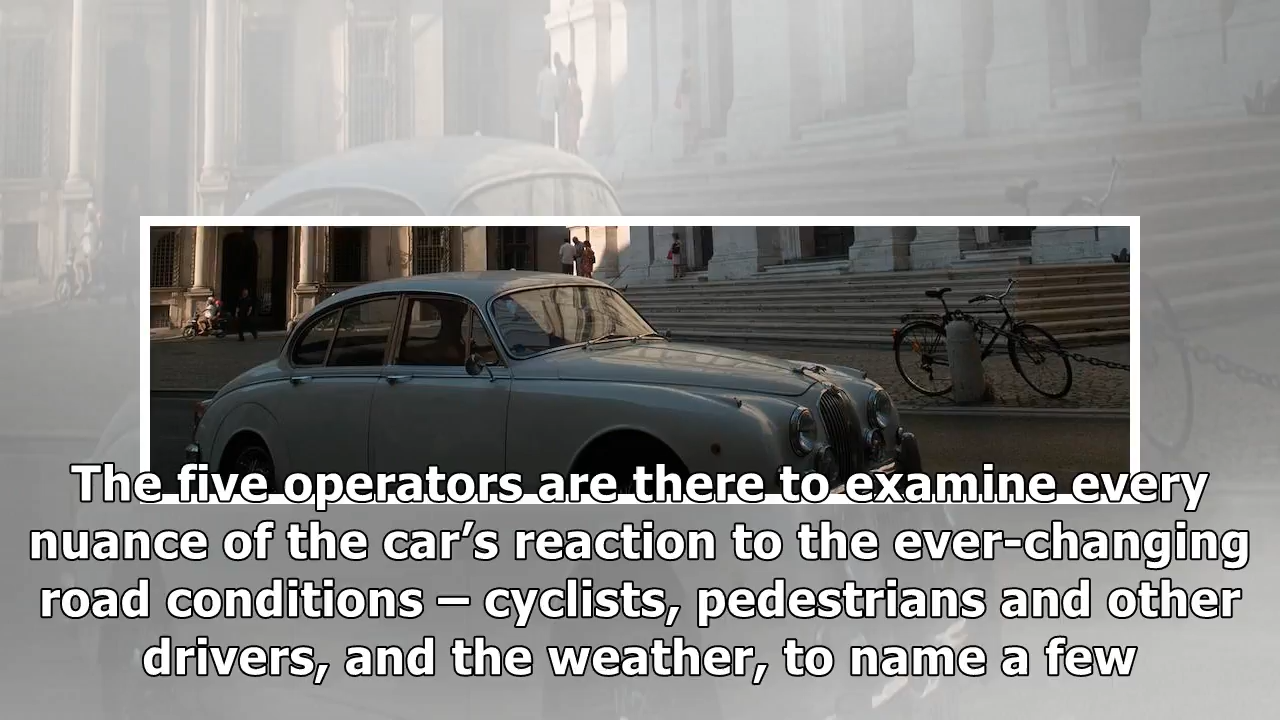 The five operators are there to examine every
nuance of the car’s reaction to the ever-changing
road conditions – cyclists, pedestrians and other
drivers, and the weather, to name a few